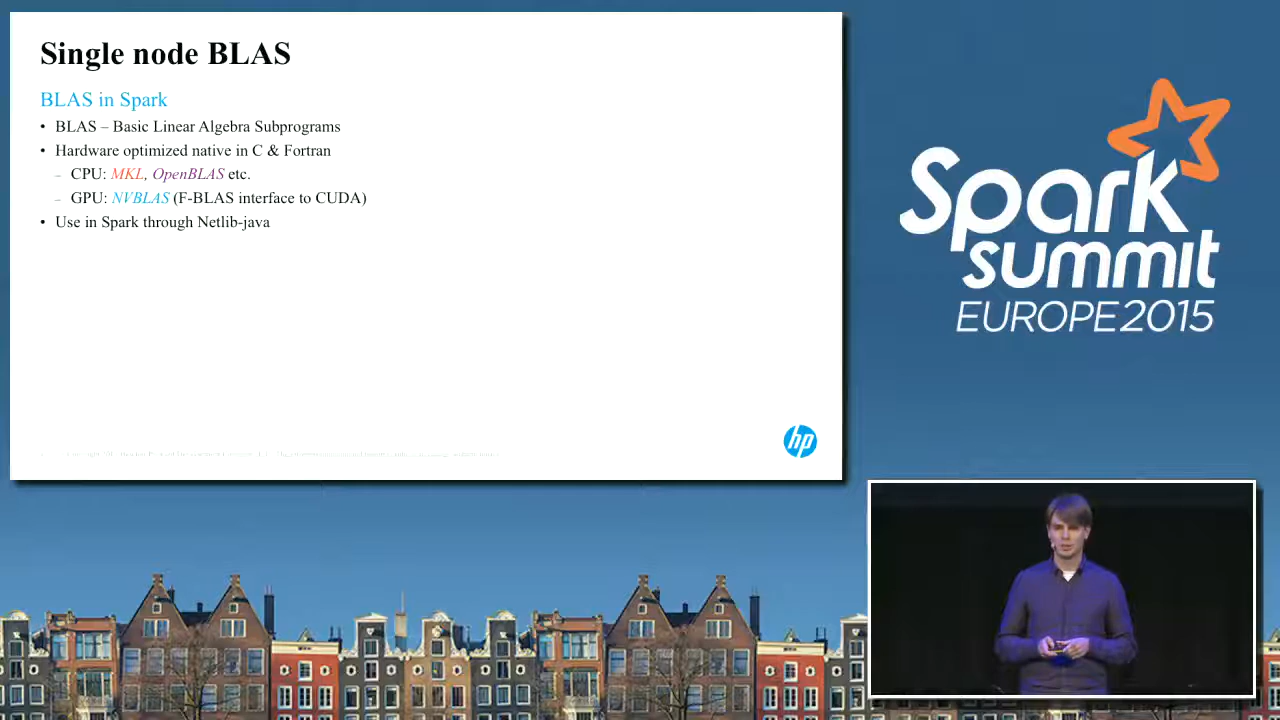 Single node BLAS
BLAS in Spark
• BLAS – Basic Linear Algebra Subprograms
• Hardware optimized native in C & Fortran
– CPU: MKL, OpenBLAS etc.
– GPU: NVBLAS (F-BLAS interface to CUDA)
• Use in Spark through Netlib-java
hp
Spark
summit
EUROPE 2015